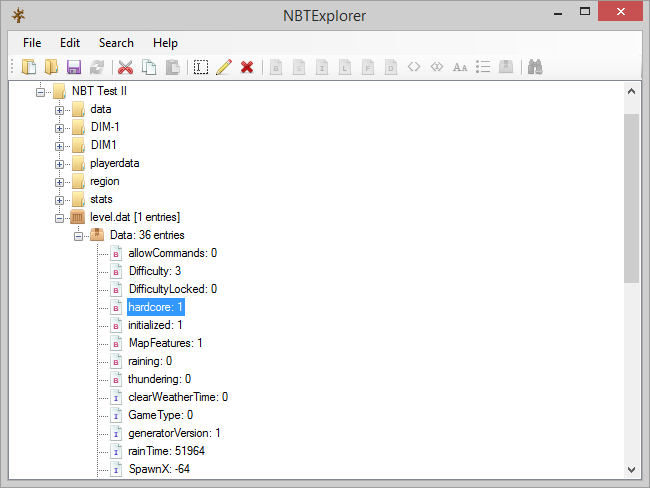 NBTExplorer
File Edit Search Help
B S I L F D Aa
NBT Test II
data
DIM-1
DIM1
playerdata
region
stats
level.dat [1 entries]
Data: 36 entries
B allowCommands: 0
B Difficulty: 3
B DifficultyLocked: 0
B hardcore: 1
B initialized: 1
B MapFeatures: 1
B raining: 0
B thundering: 0
I clearWeatherTime: 0
I GameType: 0
I generatorVersion: 1
I rainTime: 51964
I SpawnX: -64